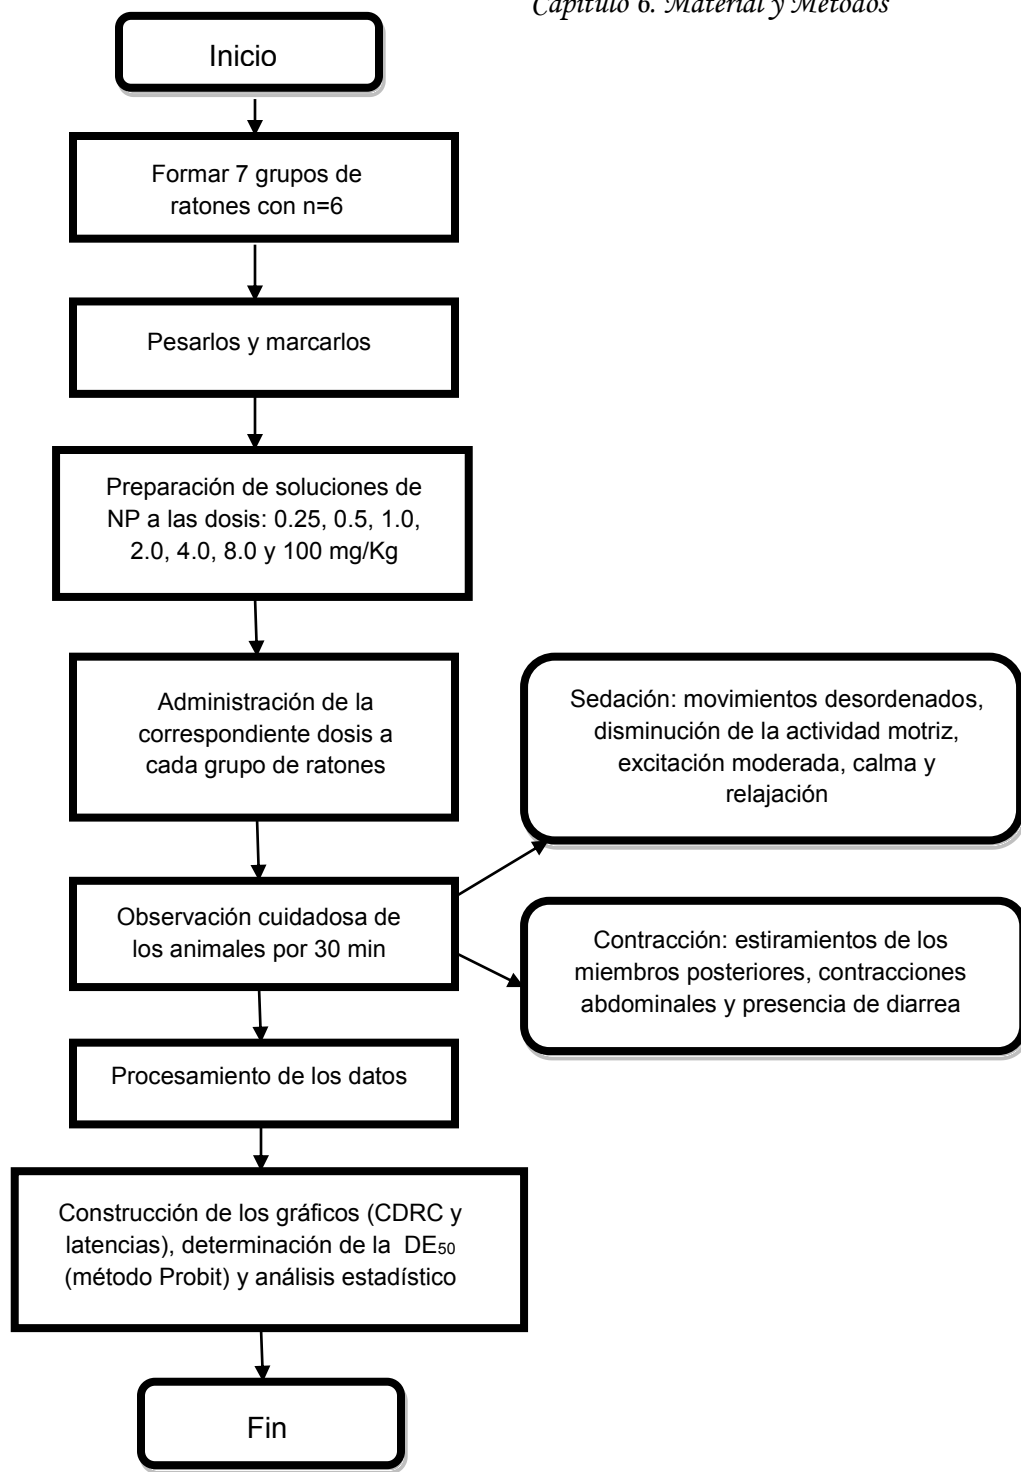 Capítulo 6. Material y Métodos
Inicio
Formar 7 grupos de
ratones con n=6
Pesarlos y marcarlos
Preparación de soluciones de
NP a las dosis: 0.25, 0.5, 1.0,
2.0, 4.0, 8.0 y 100 mg/Kg
Administración de la
correspondiente dosis a
cada grupo de ratones
Observación cuidadosa de
los animales por 30 min
Sedación: movimientos desordenados,
disminución de la actividad motriz,
excitación moderada, calma y
relajación
Contracción: estiramientos de los
miembros posteriores, contracciones
abdominales y presencia de diarrea
Procesamiento de los datos
Construcción de los gráficos (CDRC y
latencias), determinación de la DE₅₀
(método Probit) y análisis estadístico
Fin